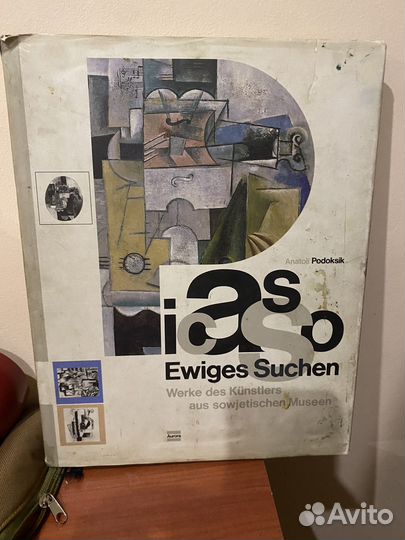 Anatoli Podoksik
Picasso
Ewiges Suchen
Werke des Künstlers
aus sowjetischen Museen
Aurora
Avito